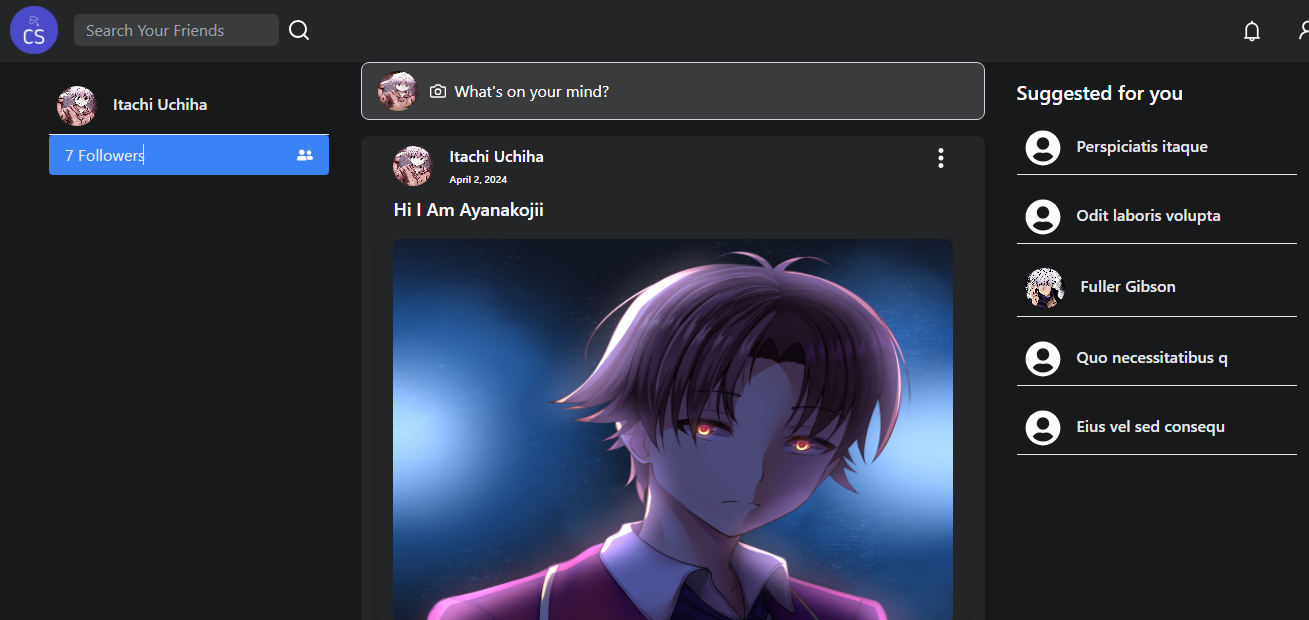 CS
Search Your Friends
Itachi Uchiha
7 Followers
What's on your mind?
Itachi Uchiha
April 2, 2024
Hi I Am Ayanakojii
Suggested for you
Perspiciatis itaque
Odit laboris volupta
Fuller Gibson
Quo necessitatibus q
Eius vel sed consequ